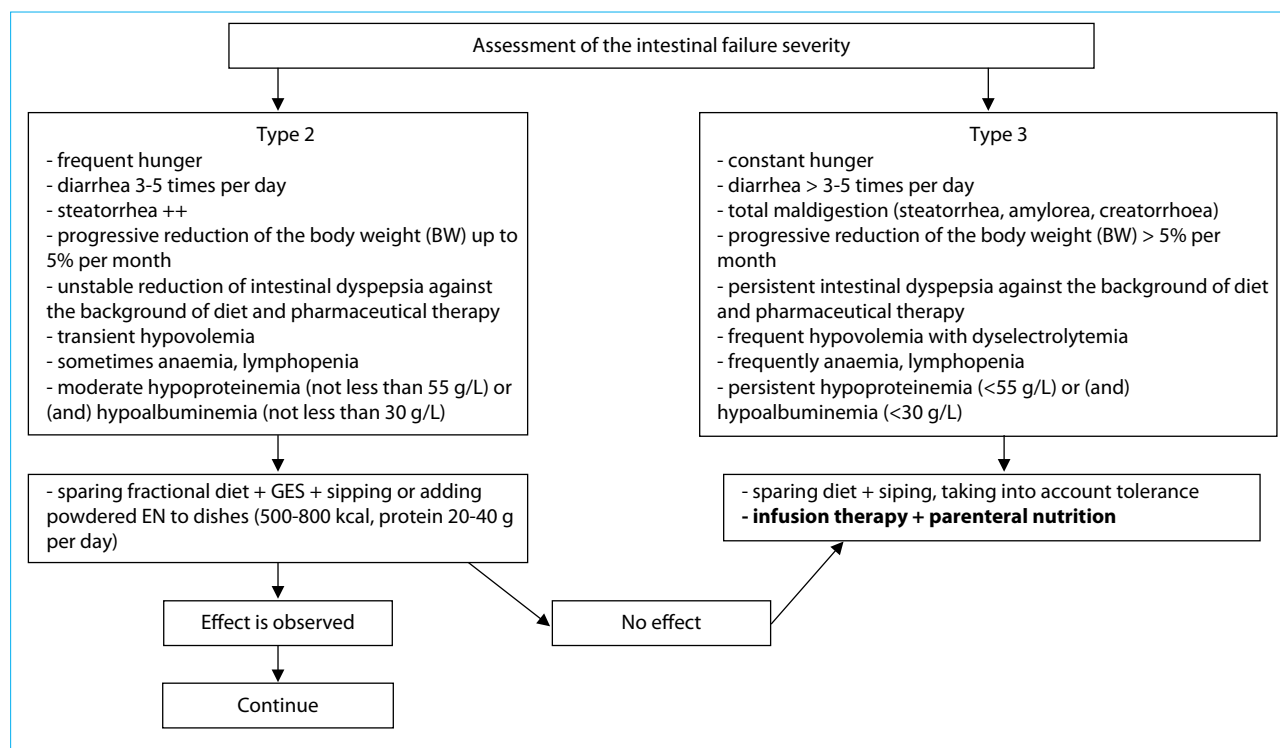 Assessment of the intestinal failure severity
Type 2
- frequent hunger
- diarrhea 3-5 times per day
- steatorrhea ++
- progressive reduction of the body weight (BW) up to
5% per month
- unstable reduction of intestinal dyspepsia against
the background of diet and pharmaceutical therapy
- transient hypovolemia
- sometimes anaemia, lymphopenia
- moderate hypoproteinemia (not less than 55 g/L) or
(and) hypoalbuminemia (not less than 30 g/L)
Type 3
- constant hunger
- diarrhea > 3-5 times per day
- total maldigestion (steatorrhea, amylorea, creatorrhoea)
- progressive reduction of the body weight (BW) > 5% per
month
- persistent intestinal dyspepsia against the background of diet
and pharmaceutical therapy
- frequent hypovolemia with dyselectrolytemia
- frequently anaemia, lymphopenia
- persistent hypoproteinemia (<55 g/L) or (and)
hypoalbuminemia (<30 g/L)
- sparing fractional diet + GES + sipping or adding
powdered EN to dishes (500-800 kcal, protein 20-40 g
per day)
- sparing diet + siping, taking into account tolerance
- infusion therapy + parenteral nutrition
Effect is observed
No effect
Continue